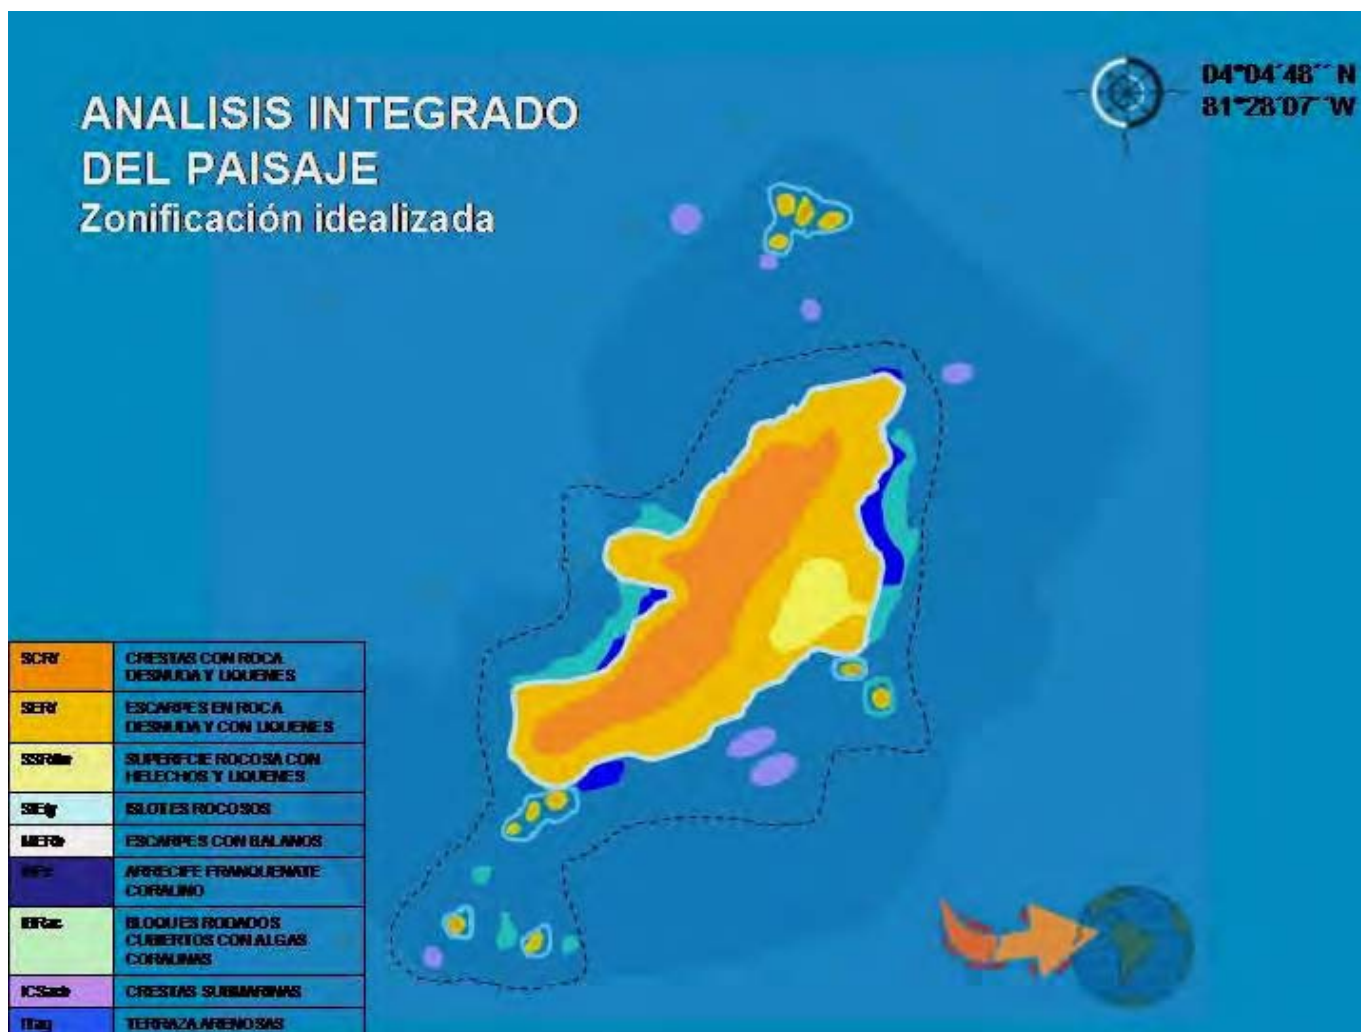 ANALISIS INTEGRADO
DEL PAISAJE
Zonificación idealizada
04°04´48´´ N
81°28´07´´W
CRESTAS CON ROCA
DESNUDA Y LIQUENES
ESCARPES EN ROCA
DESNUDA Y CON LIQUENES
SUPERFCIE ROCOSA CON
HELECHOS Y LIQUENES
ISLOTES ROCOSOS
ESCARPES CON BALANOS
ARRECIFE FRANQUENATE
CORALINO
BLOQUES RODADOS
CUBIERTOS CON ALGAS
CORALINAS
CRESTAS SUBMARINAS
TERRAZA ARENOSAS